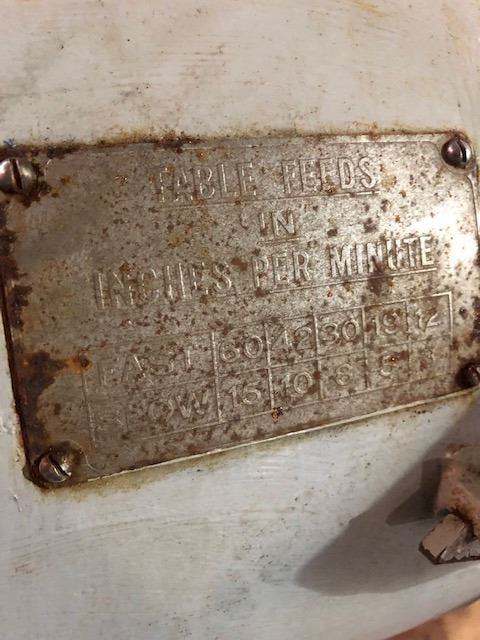 TABLE FEEDS
IN
INCHES PER MINUTE
FAST 60 42 30 19 12
SLOW 15 10 8 5